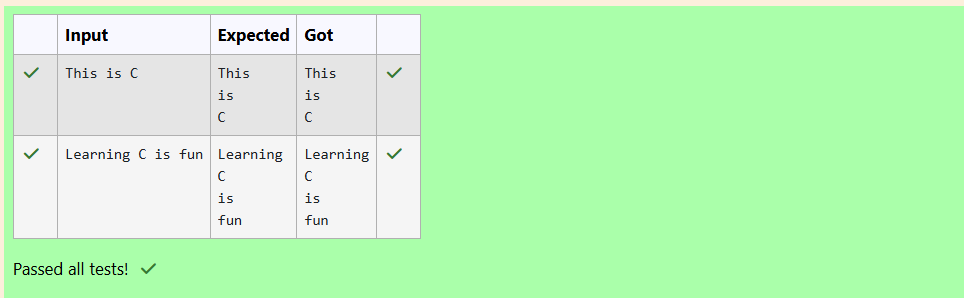 Input Expected Got
This is C This This
is is
C C
Learning C is fun Learning Learning
C C
is is
fun fun
Passed all tests!